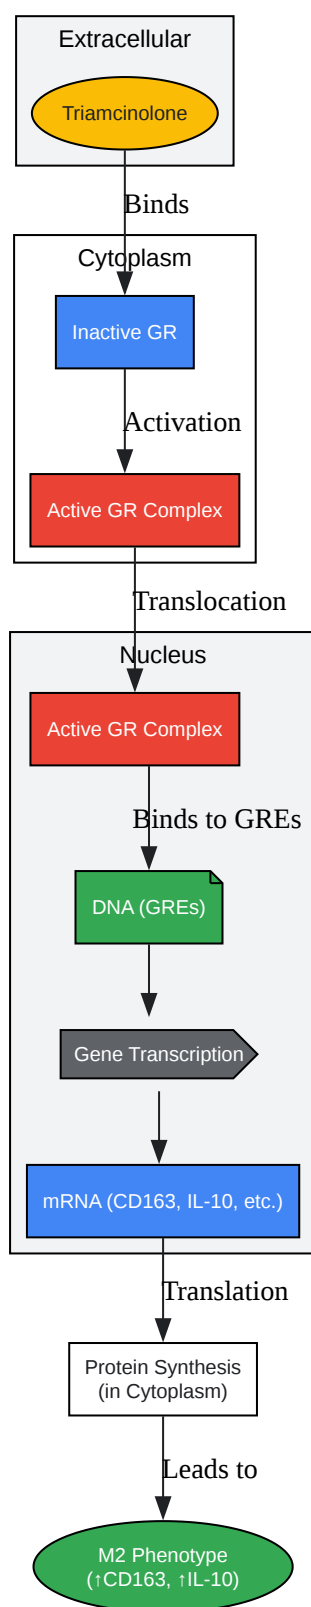 Extracellular
Triamcinolone
Binds
Cytoplasm
Inactive GR
Activation
Active GR Complex
Translocation
Nucleus
Active GR Complex
Binds to GREs
DNA (GREs)
Gene Transcription
mRNA (CD163, IL-10, etc.)
Translation
Protein Synthesis
(in Cytoplasm)
Leads to
M2 Phenotype
(↑CD163, ↑IL-10)